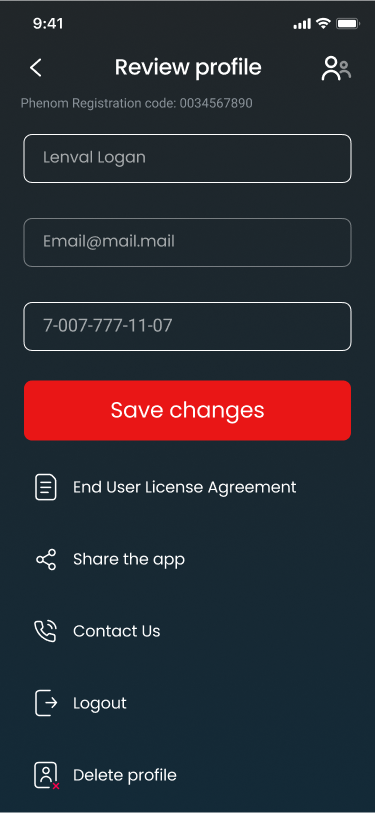 9:41
Review profile
Phenom Registration code: 0034567890
Lenval Logan
Email@mail.mail
7-007-777-11-07
Save changes
End User License Agreement
Share the app
Contact Us
Logout
Delete profile